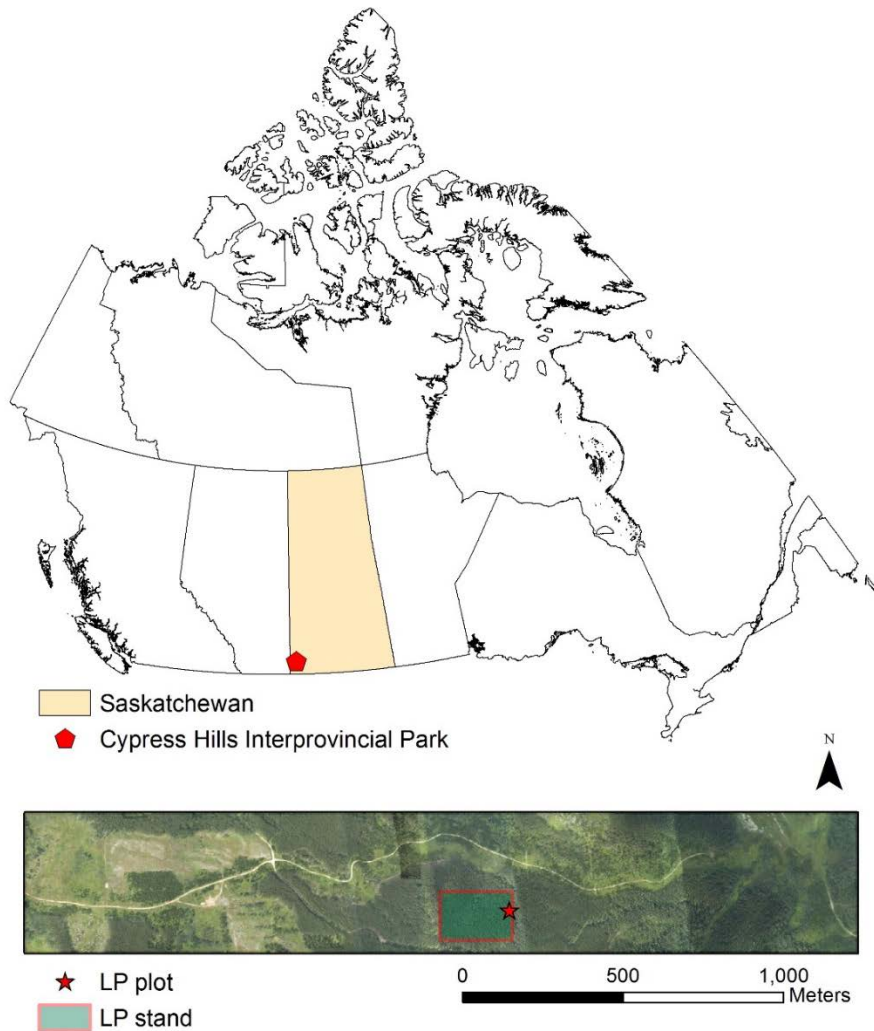 Saskatchewan
Cypress Hills Interprovincial Park
N
LP plot
LP stand
0 500 1,000
Meters